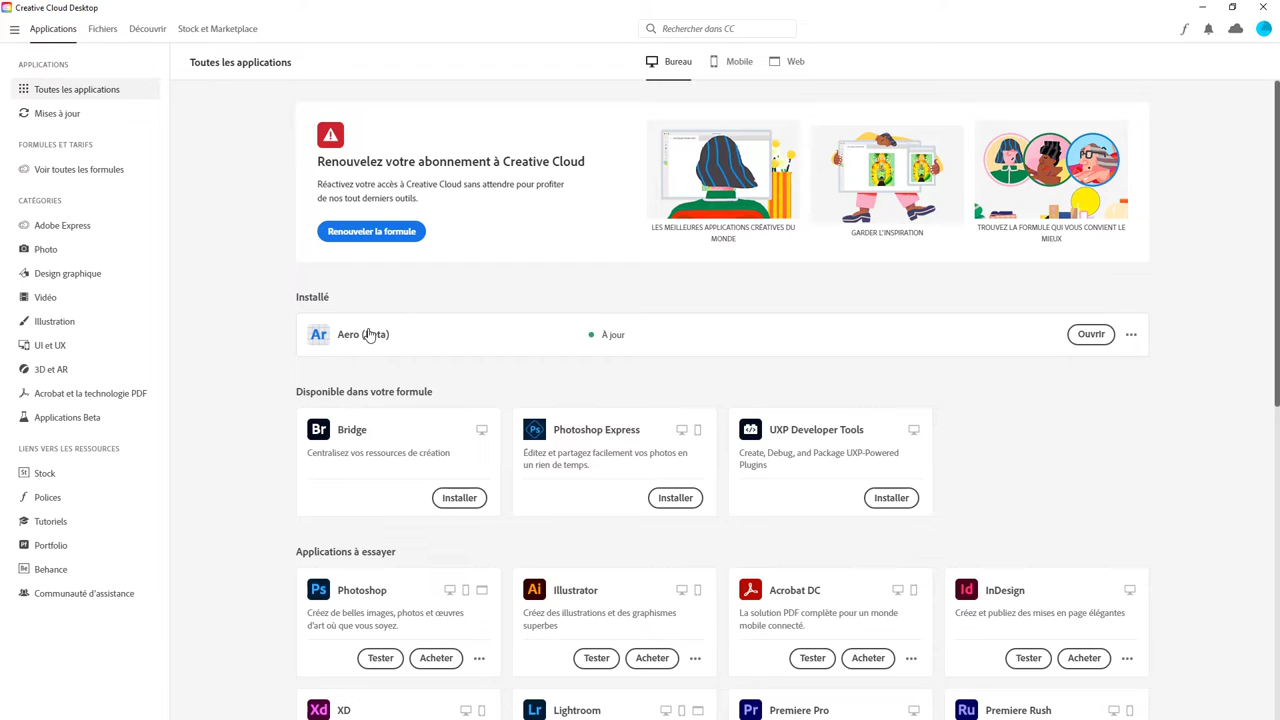 Creative Cloud Desktop
Applications Fichiers Découvrir Stock et Marketplace
Rechercher dans CC
APPLICATIONS
Toutes les applications
Mises à jour
FORMULES ET TARIFS
Voir toutes les formules
CATÉGORIES
Adobe Express
Photo
Design graphique
Vidéo
Illustration
UI et UX
3D et AR
Acrobat et la technologie PDF
Applications Beta
LIENS VERS LES RESSOURCES
Stock
Polices
Tutoriels
Portfolio
Behance
Communauté d'assistance
Toutes les applications
Bureau Mobile Web
Renouvelez votre abonnement à Creative Cloud
Réactivez votre accès à Creative Cloud sans attendre pour profiter
de nos tout derniers outils.
Renouveler la formule
LES MEILLEURES APPLICATIONS CRÉATIVES DU
MONDE
GARDER L'INSPIRATION
TROUVEZ LA FORMULE QUI VOUS CONVIENT LE
MIEUX
Installé
Ar Aero À jour Ouvrir
Disponible dans votre formule
Br Bridge
Centralisez vos ressources de création
Installer
Ps Photoshop Express
Éditez et partagez facilement vos photos en
un rien de temps.
Installer
UXP Developer Tools
Create, Debug, and Package UXP-Powered
Plugins
Installer
Applications à essayer
Ps Photoshop
Créez de belles images, photos et œuvres
d'art où que vous soyez.
Tester Acheter
Ai Illustrator
Créez des illustrations et des graphismes
superbes
Tester Acheter
Acrobat DC
La solution PDF complète pour un monde
mobile connecté.
Tester Acheter
Id InDesign
Créez et publiez des mises en page élégantes
Tester Acheter
Xd XD
Lr Lightroom
Pr Premiere Pro
Ru Premiere Rush